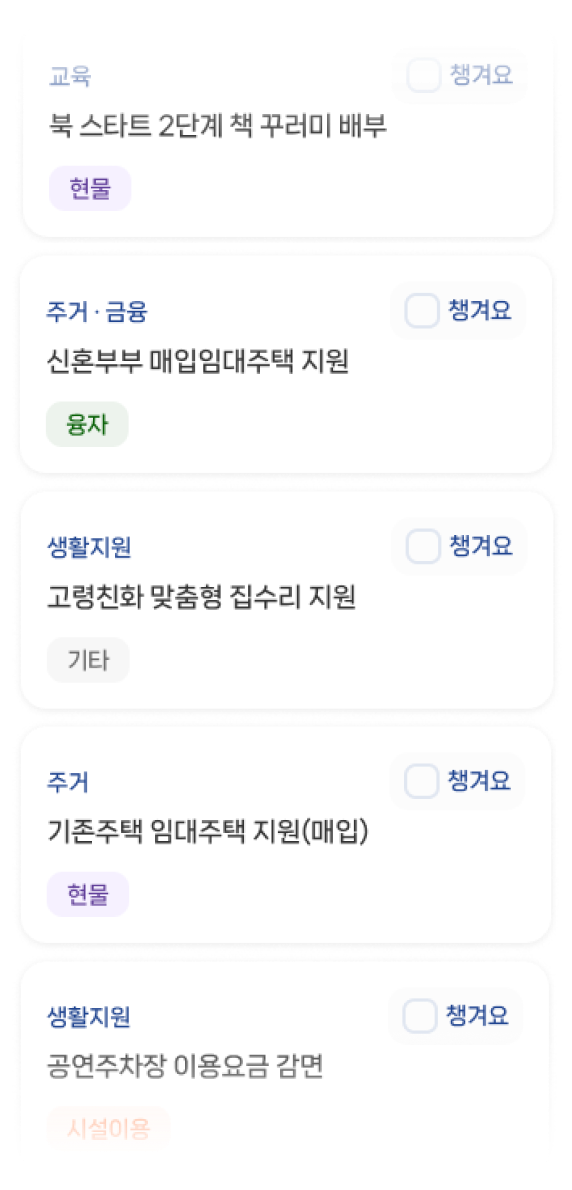 교육
챙겨요
북 스타트 2단계 책 꾸러미 배부
현물
주거 · 금융
챙겨요
신혼부부 매입임대주택 지원
융자
생활지원
챙겨요
고령친화 맞춤형 집수리 지원
기타
주거
챙겨요
기존주택 임대주택 지원(매입)
현물
생활지원
챙겨요
공연주차장 이용요금 감면
시설이용